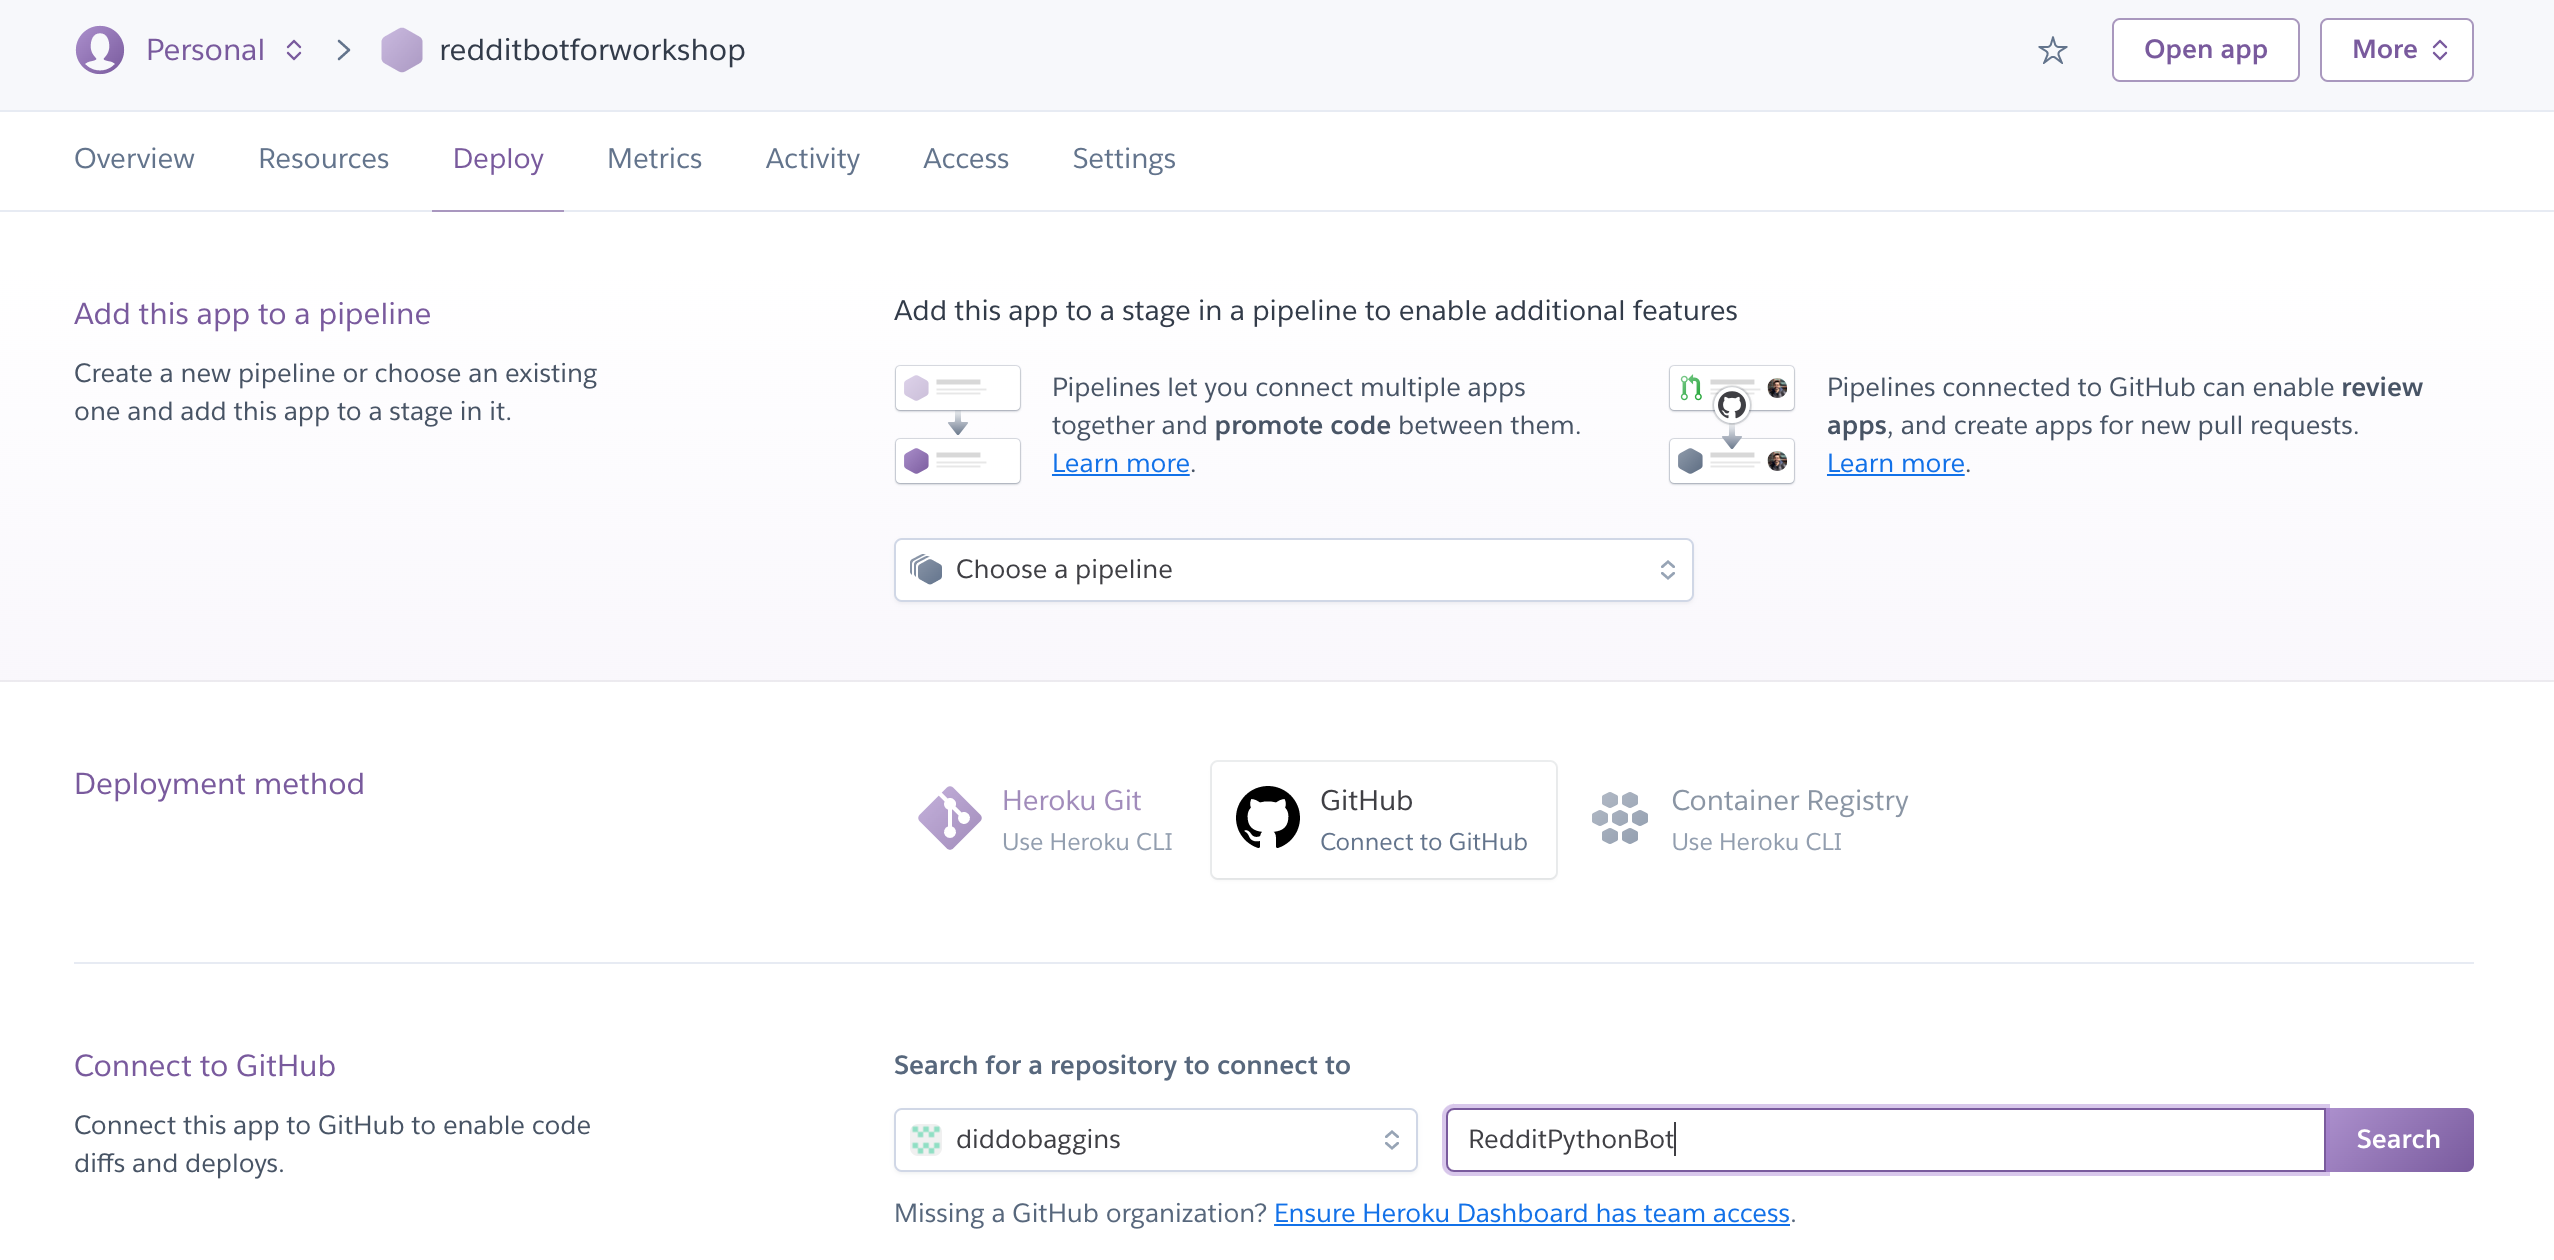 Personal
redditbotforworkshop
Open app
More
Overview
Resources
Deploy
Metrics
Activity
Access
Settings
Add this app to a pipeline
Create a new pipeline or choose an existing
one and add this app to a stage in it.
Add this app to a stage in a pipeline to enable additional features
Pipelines let you connect multiple apps
together and promote code between them.
Learn more.
Pipelines connected to GitHub can enable review
apps, and create apps for new pull requests.
Learn more.
Choose a pipeline
Deployment method
Heroku Git
Use Heroku CLI
GitHub
Connect to GitHub
Container Registry
Use Heroku CLI
Connect to GitHub
Connect this app to GitHub to enable code
diffs and deploys.
Search for a repository to connect to
diddobaggins
RedditPythonBot
Search
Missing a GitHub organization? Ensure Heroku Dashboard has team access.